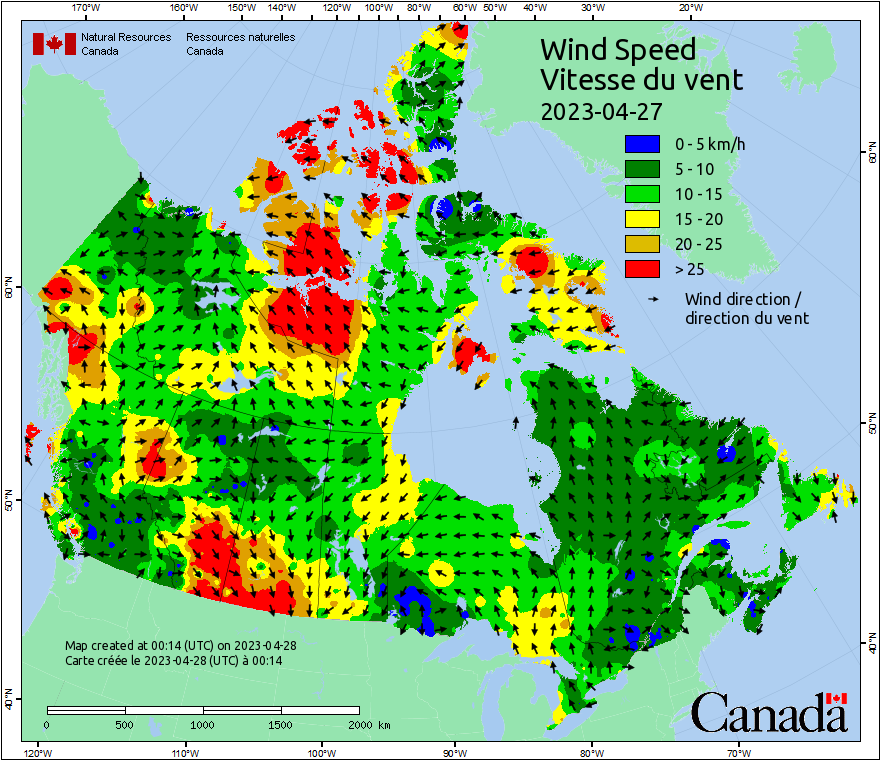 170°W 160°W 150°W 140°W 120°W 100°W 80°W 60°W 50°W 40°W 30°W 20°W
Natural Resources Ressources naturelles
Canada Canada
Wind Speed
Vitesse du vent
2023-04-27
0 - 5 km/h
5 - 10
10 - 15
15 - 20
20 - 25
> 25
Wind direction /
direction du vent
60°N
60°N
50°N
50°N
40°N
40°N
Map created at 00:14 (UTC) on 2023-04-28
Carte créée le 2023-04-28 (UTC) à 00:14
0 500 1000 1500 2000 km
Canada
120°W 110°W 100°W 90°W 80°W 70°W